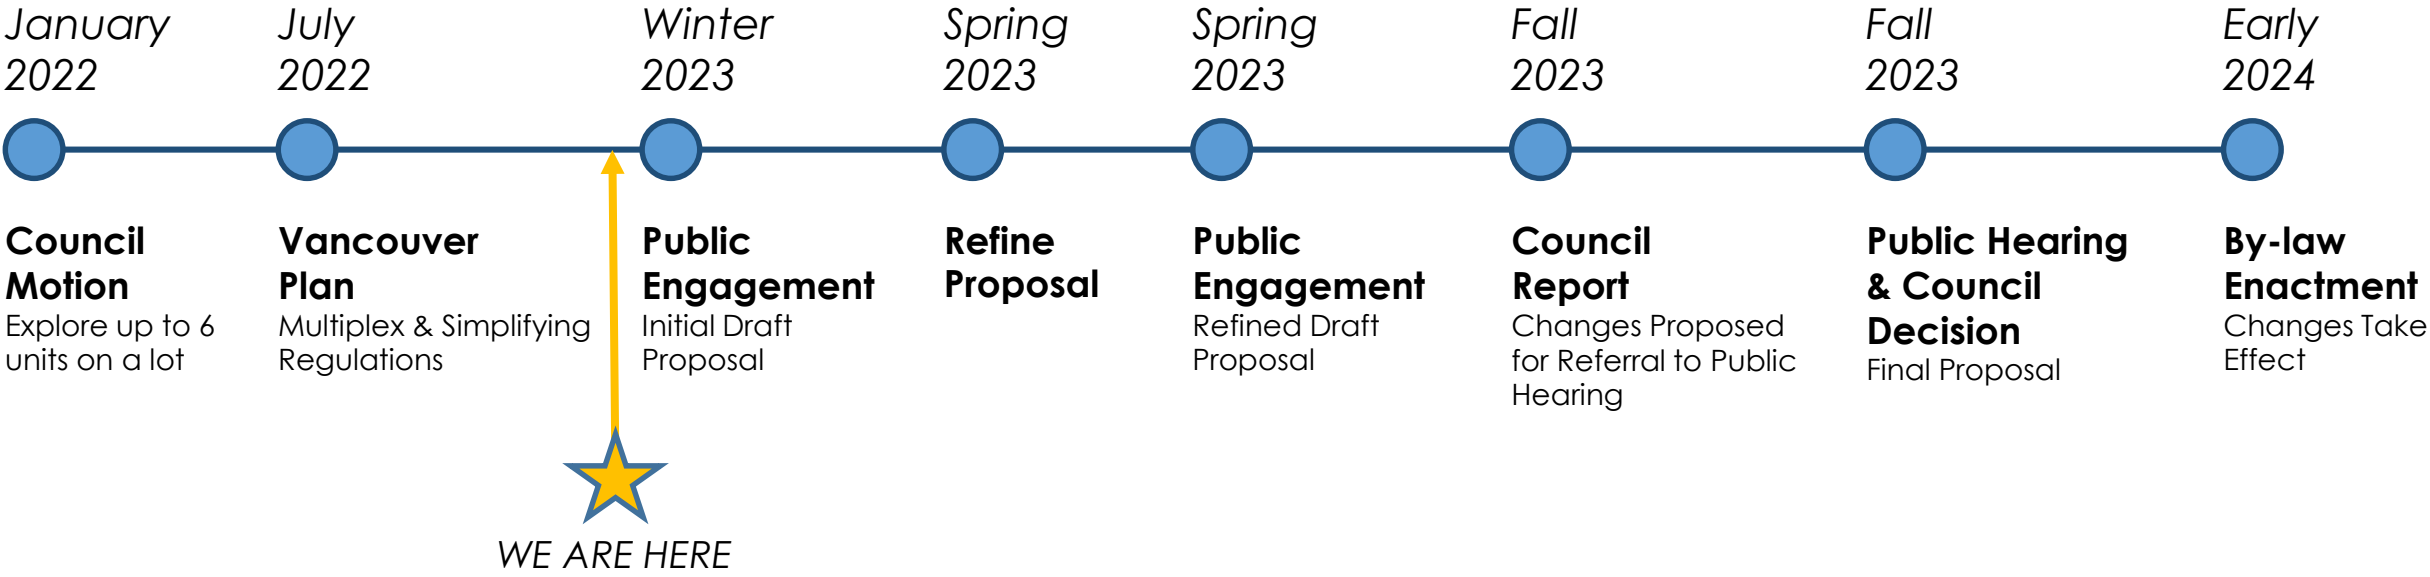 January
2022
Council
Motion
Explore up to 6
units on a lot
July
2022
Vancouver
Plan
Multiplex & Simplifying
Regulations
Winter
2023
Public
Engagement
Initial Draft
Proposal
Spring
2023
Refine
Proposal
Spring
2023
Public
Engagement
Refined Draft
Proposal
Fall
2023
Council
Report
Changes Proposed
for Referral to Public
Hearing
Fall
2023
Public Hearing
& Council
Decision
Final Proposal
Early
2024
By-law
Enactment
Changes Take
Effect
WE ARE HERE